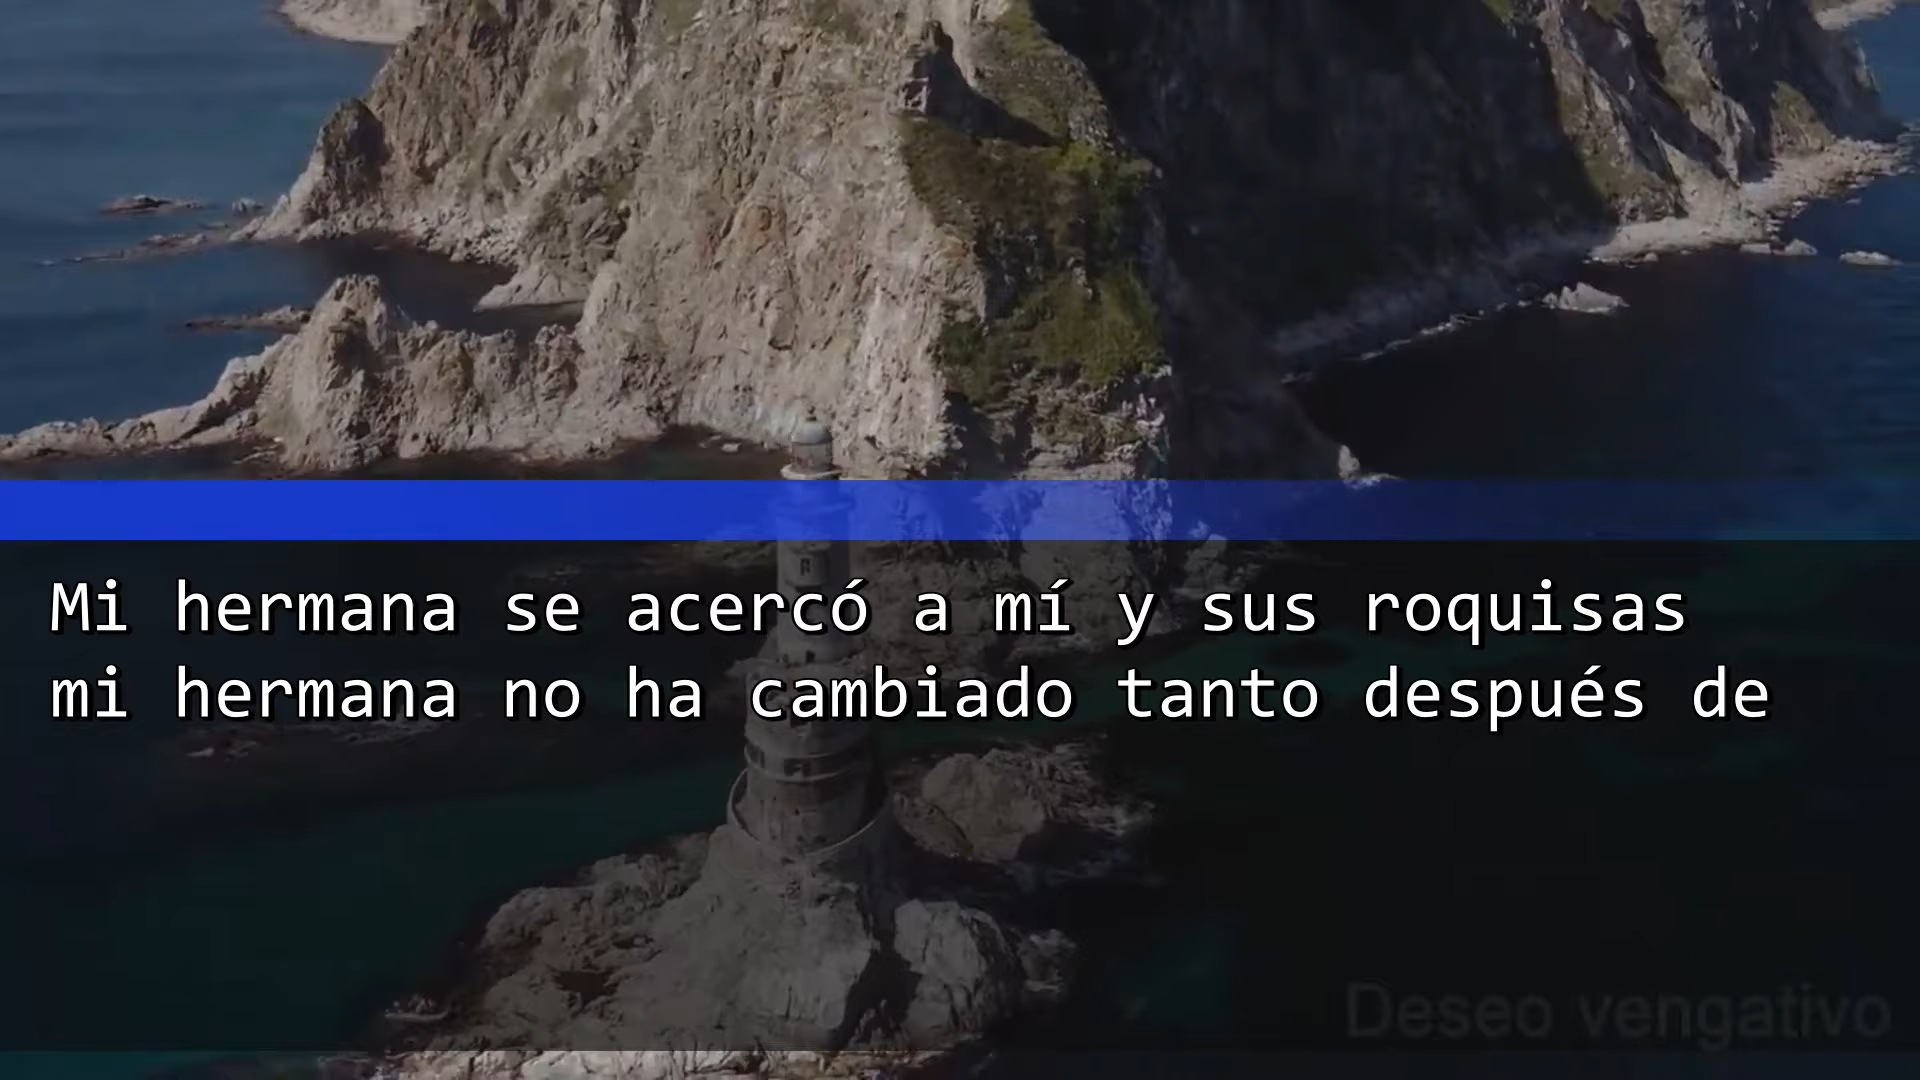 Mi hermana se acercó a mí y sus roquisas
mi hermana no ha cambiado tanto después de
Deseo vengativo